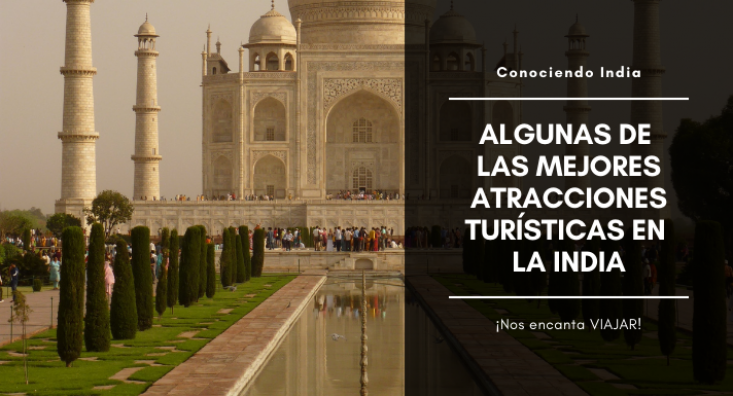 Conociendo India
ALGUNAS DE
LAS MEJORES
ATRACCIONES
TURÍSTICAS EN
LA INDIA
¡Nos encanta VIAJAR!